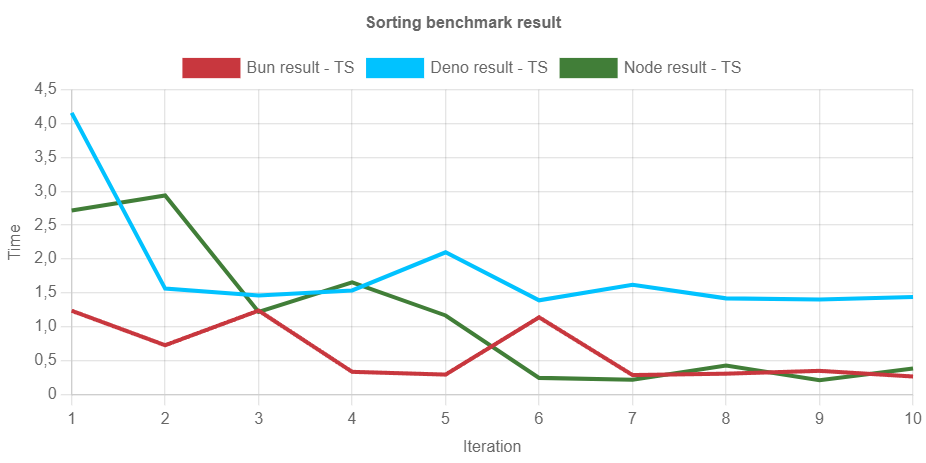 Sorting benchmark result
Bun result - TS Deno result - TS Node result - TS
4,5
4,0
3,5
3,0
2,5
2,0
1,5
1,0
0,5
0
Time
1 2 3 4 5 6 7 8 9 10
Iteration